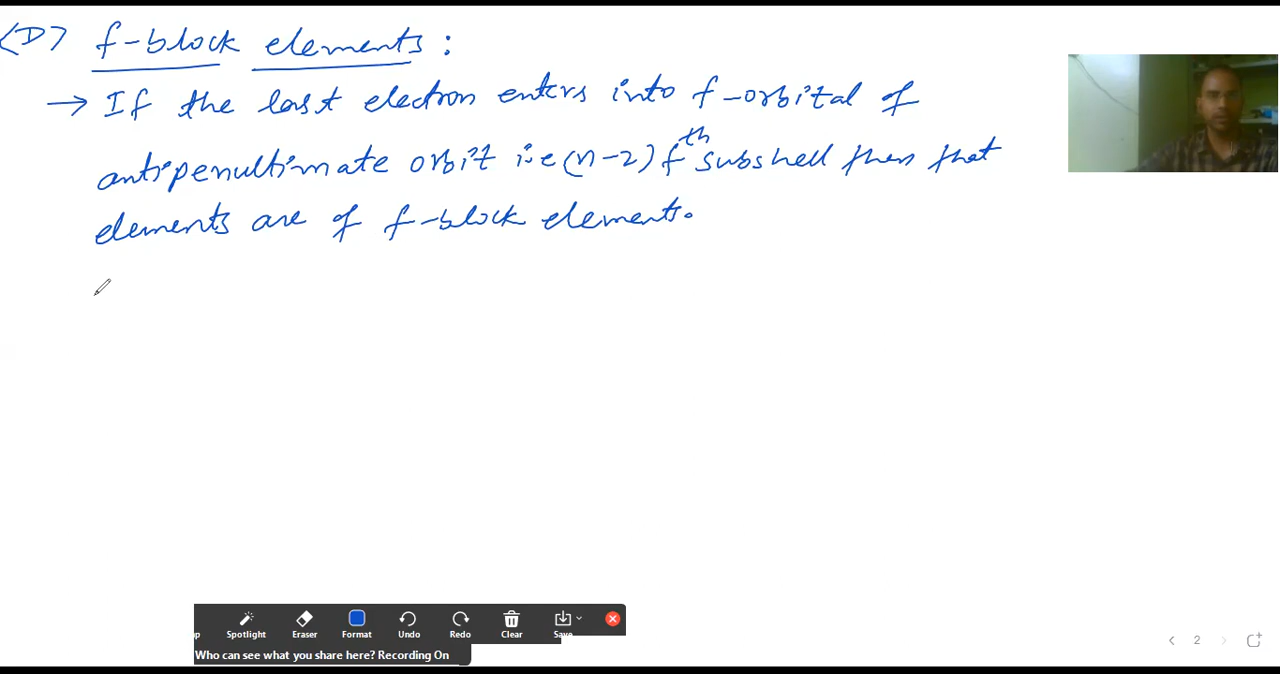 (D) f-block elements :
→ If the last electron enters into f-orbital of
antipenultimate orbit i.e (n-2) fth subshell then that
elements are of f-block elements.
p Spotlight Eraser Format Undo Redo Clear Save
Who can see what you share here? Recording On
2